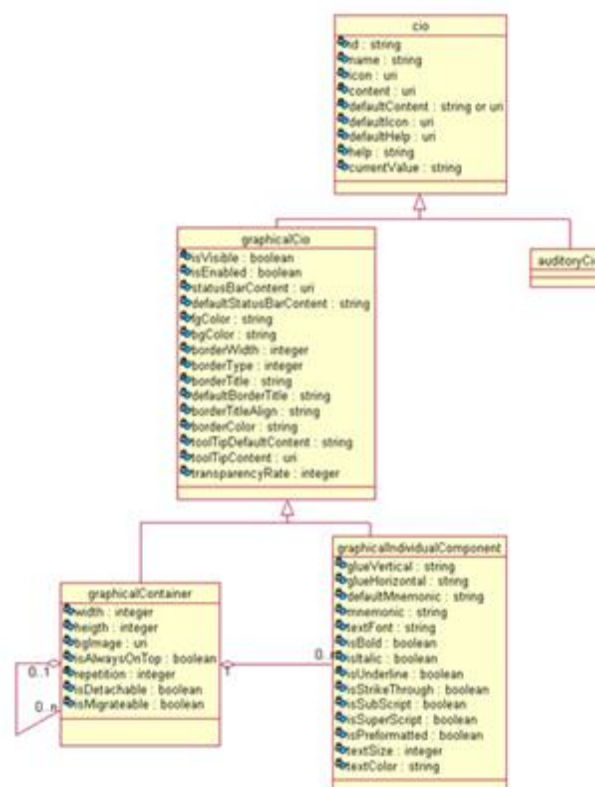 cio
id : string
name : string
icon : uri
content : uri
defaultContent : string or uri
defaultIcon : uri
defaultHelp : uri
help : string
currentValue : string
graphicalCio
isVisible : boolean
isEnabled : boolean
statusBarContent : uri
defaultStatusBarContent : string
fgColor : string
bgColor : string
borderWidth : integer
borderType : integer
borderTitle : string
defaultBorderTitle : string
borderTitleAlign : string
borderColor : string
toolTipDefaultContent : string
toolTipContent : uri
transparencyRate : integer
auditoryCi
graphicalContainer
width : integer
heigth : integer
bgImage : uri
isAlwaysOnTop : boolean
repetition : integer
isDetachable : boolean
isMigrateable : boolean
0..1
0..n
1
graphicalIndividualComponent
glueVertical : string
glueHorizontal : string
defaultMnemonic : string
mnemonic : string
textFont : string
isBold : boolean
isItalic : boolean
isUnderline : boolean
isStrikeThrough : boolean
isSubScript : boolean
isSuperScript : boolean
isPreformatted : boolean
textSize : integer
textColor : string